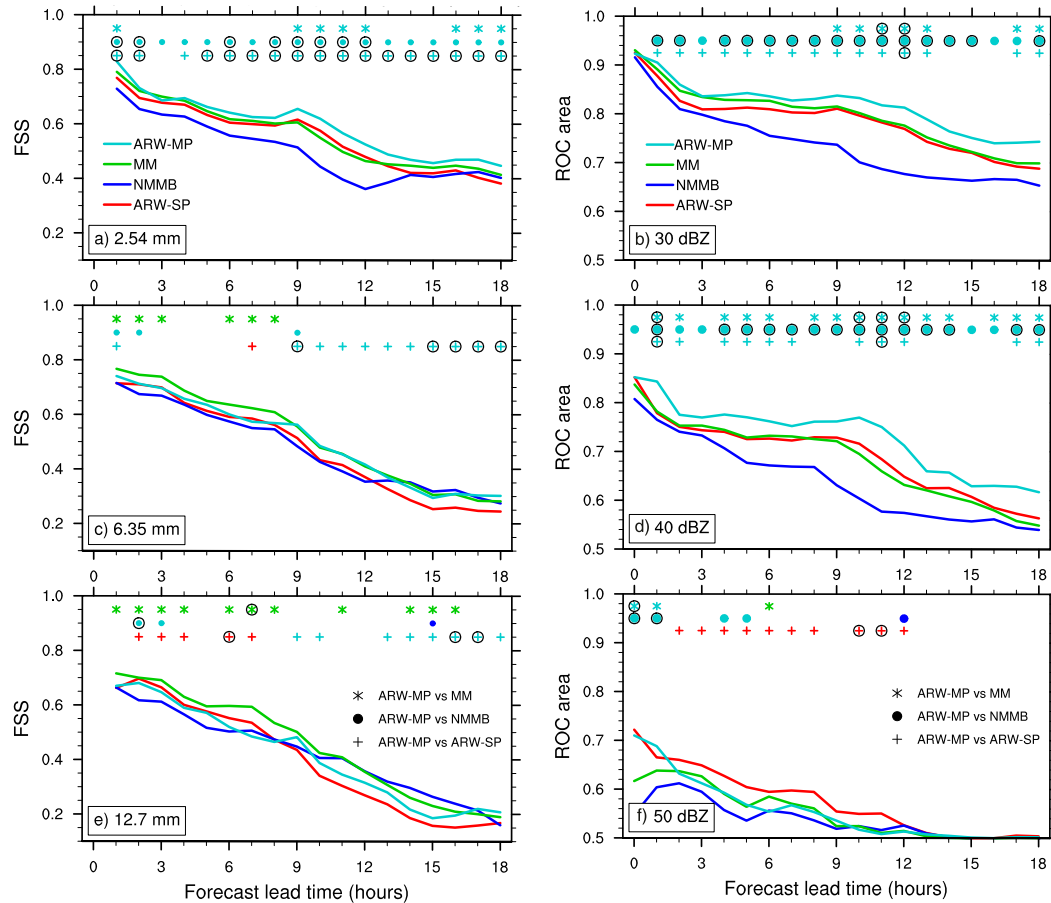 1.0
0.8
0.6
0.4
0.2
FSS
ARW-MP
MM
NMMB
ARW-SP
a) 2.54 mm
0 3 6 9 12 15 18
1.0
0.9
0.8
0.7
0.6
0.5
ROC area
ARW-MP
MM
NMMB
ARW-SP
b) 30 dBZ
0 3 6 9 12 15 18
1.0
0.8
0.6
0.4
0.2
FSS
c) 6.35 mm
0 3 6 9 12 15 18
1.0
0.9
0.8
0.7
0.6
0.5
ROC area
d) 40 dBZ
0 3 6 9 12 15 18
1.0
0.8
0.6
0.4
0.2
FSS
ARW-MP vs MM
ARW-MP vs NMMB
ARW-MP vs ARW-SP
e) 12.7 mm
0 3 6 9 12 15 18
Forecast lead time (hours)
1.0
0.9
0.8
0.7
0.6
0.5
ROC area
ARW-MP vs MM
ARW-MP vs NMMB
ARW-MP vs ARW-SP
f) 50 dBZ
0 3 6 9 12 15 18
Forecast lead time (hours)